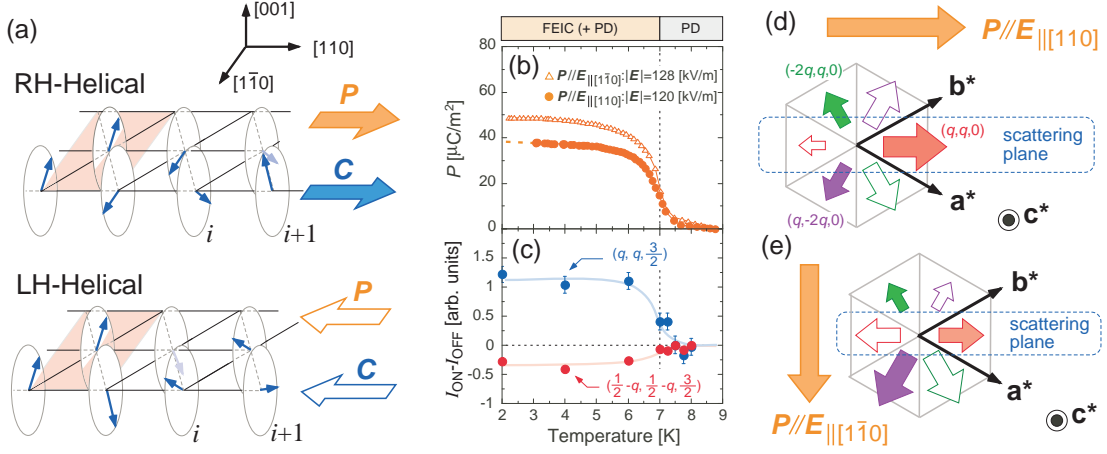 (a)
[001]
[110]
[11̄0]
RH-Helical
P
C
i
i+1
LH-Helical
P
C
i
i+1
FEIC (+ PD)
PD
(b)
P//E||[11̄0]:|E|=128 [kV/m]
P//E||[110]:|E|=120 [kV/m]
P [μC/m²]
80
60
40
20
0
(c)
(q, q, 3/2)
(1/2-q, 1/2-q, 3/2)
I_ON-I_OFF [arb. units]
1.5
1
0.5
0
-0.5
-1
2 3 4 5 6 7 8 9
Temperature [K]
(d)
P//E||[110]
(-2q,q,0)
b*
(q,q,0)
scattering
plane
(q,-2q,0)
a*
c*
(e)
b*
scattering
plane
a*
c*
P//E||[11̄0]